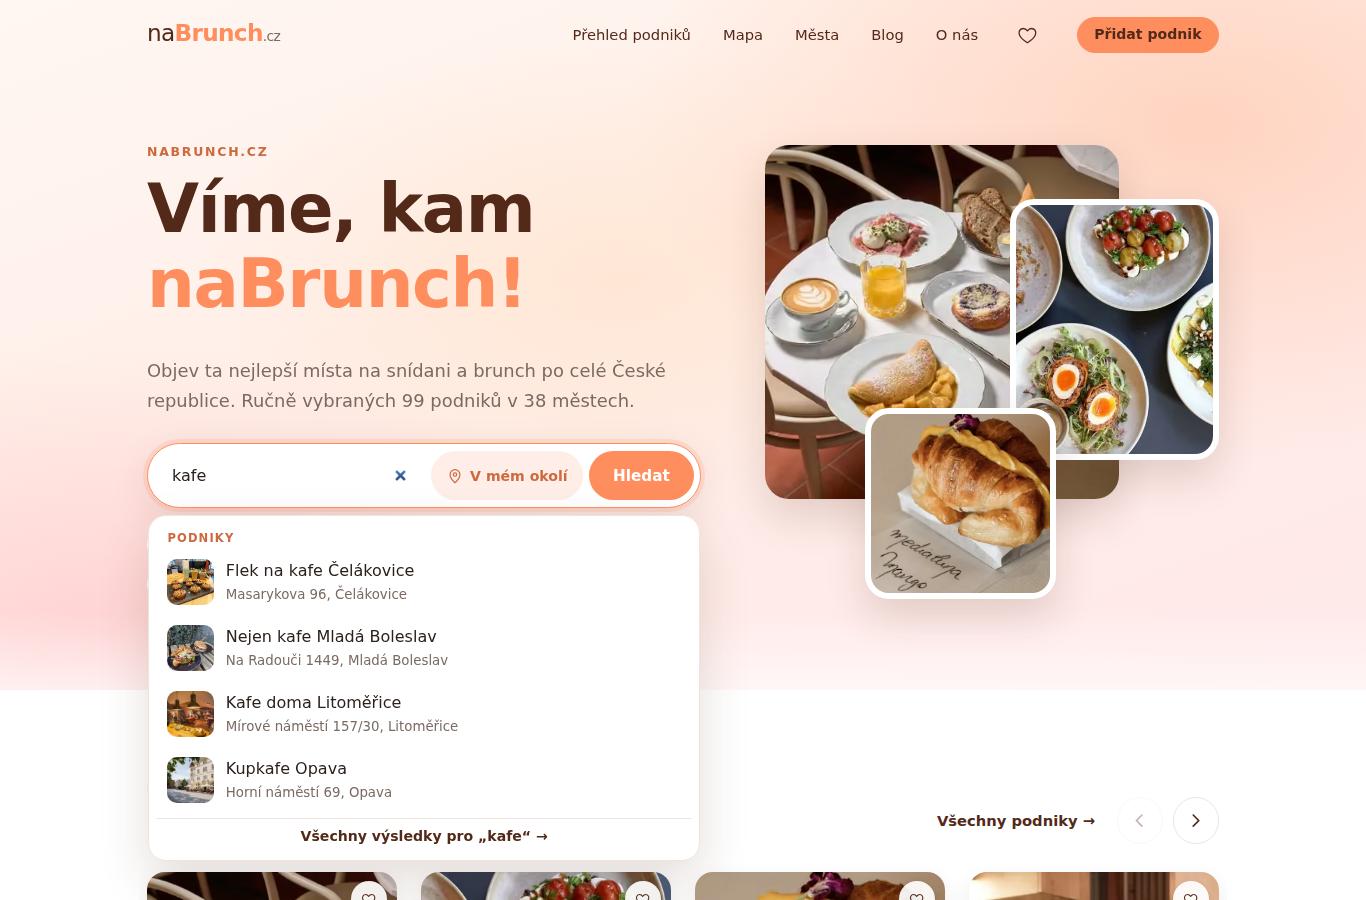 naBrunch.cz
Přehled podniků
Mapa
Města
Blog
O nás
Přidat podnik
NABRUNCH.CZ
Víme, kam
naBrunch!
Objev ta nejlepší místa na snídani a brunch po celé České
republice. Ručně vybraných 99 podniků v 38 městech.
kafe
V mém okolí
Hledat
PODNIKY
Flek na kafe Čelákovice
Masarykova 96, Čelákovice
Nejen kafe Mladá Boleslav
Na Radouči 1449, Mladá Boleslav
Kafe doma Litoměřice
Mírové náměstí 157/30, Litoměřice
Kupkafe Opava
Horní náměstí 69, Opava
Všechny výsledky pro „kafe“ →
medialuna
mango
Všechny podniky →